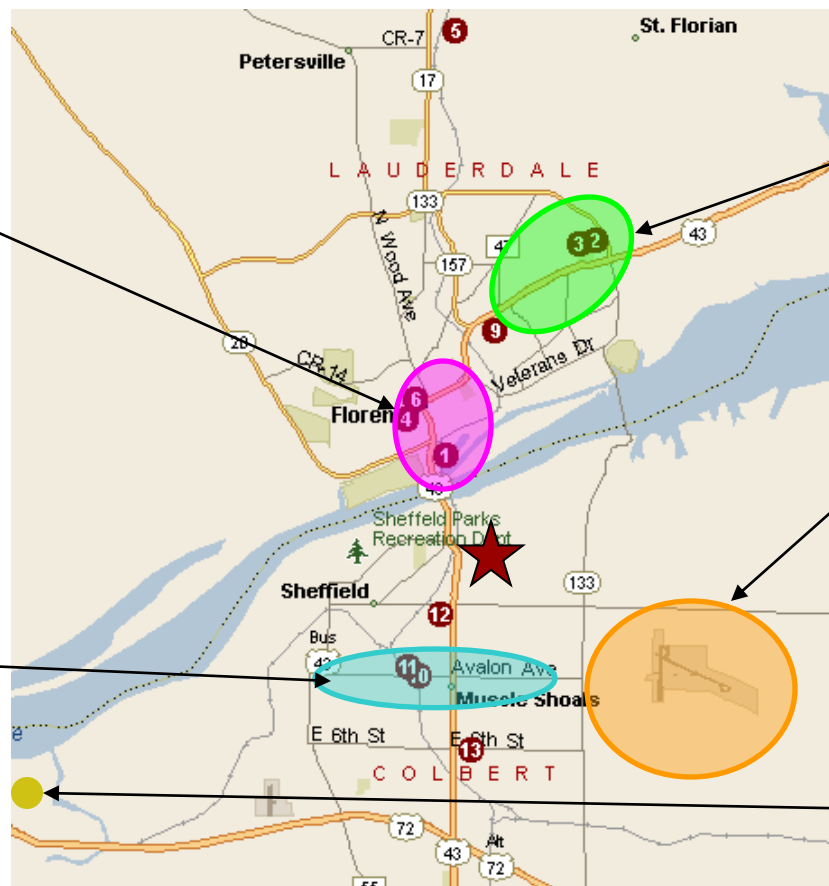 5
St. Florian
CR-7
Petersville
17
LAUDERDALE
133
N Wood Ave
3
2
43
157
9
20
Veterans Dr
CR-14
6
Floren
4
1
43
Sheffeld Parks
Recreation Dept
133
Sheffield
12
Bus
43
11
0
Avalon Ave
Muscle Shoals
E 6th St
E 6th St
13
COLBERT
72
Alt
43
72